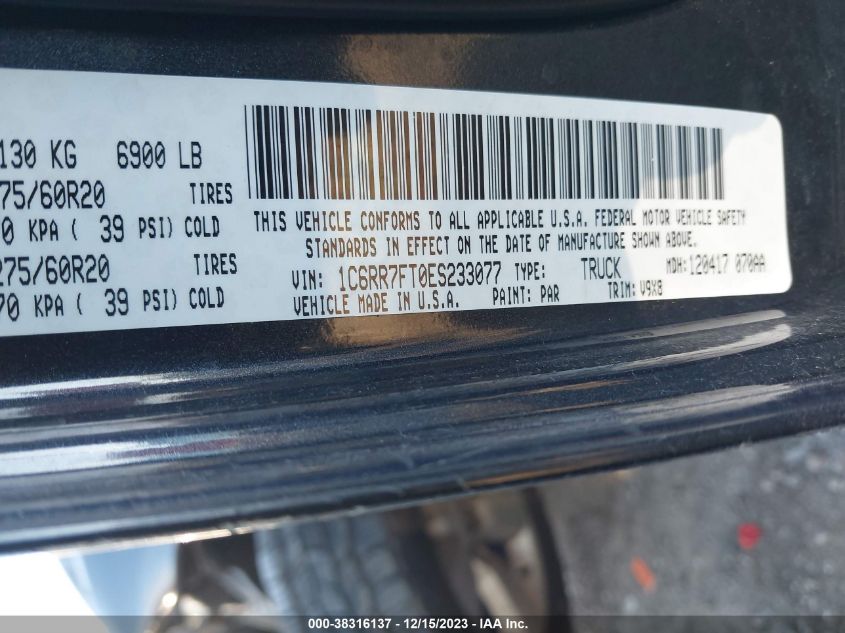 130 KG 6900 LB
75/60R20 TIRES
0 KPA ( 39 PSI) COLD
275/60R20 TIRES
70 KPA ( 39 PSI) COLD
THIS VEHICLE CONFORMS TO ALL APPLICABLE U.S.A. FEDERAL MOTOR VEHICLE SAFETY
STANDARDS IN EFFECT ON THE DATE OF MANUFACTURE SHOWN ABOVE.
VIN: 1C6RR7FT0ES233077 TYPE: TRUCK MDH: 120417 070AA
VEHICLE MADE IN U.S.A. PAINT: PAR TRIM: V9X8
000-38316137 - 12/15/2023 - IAA Inc.